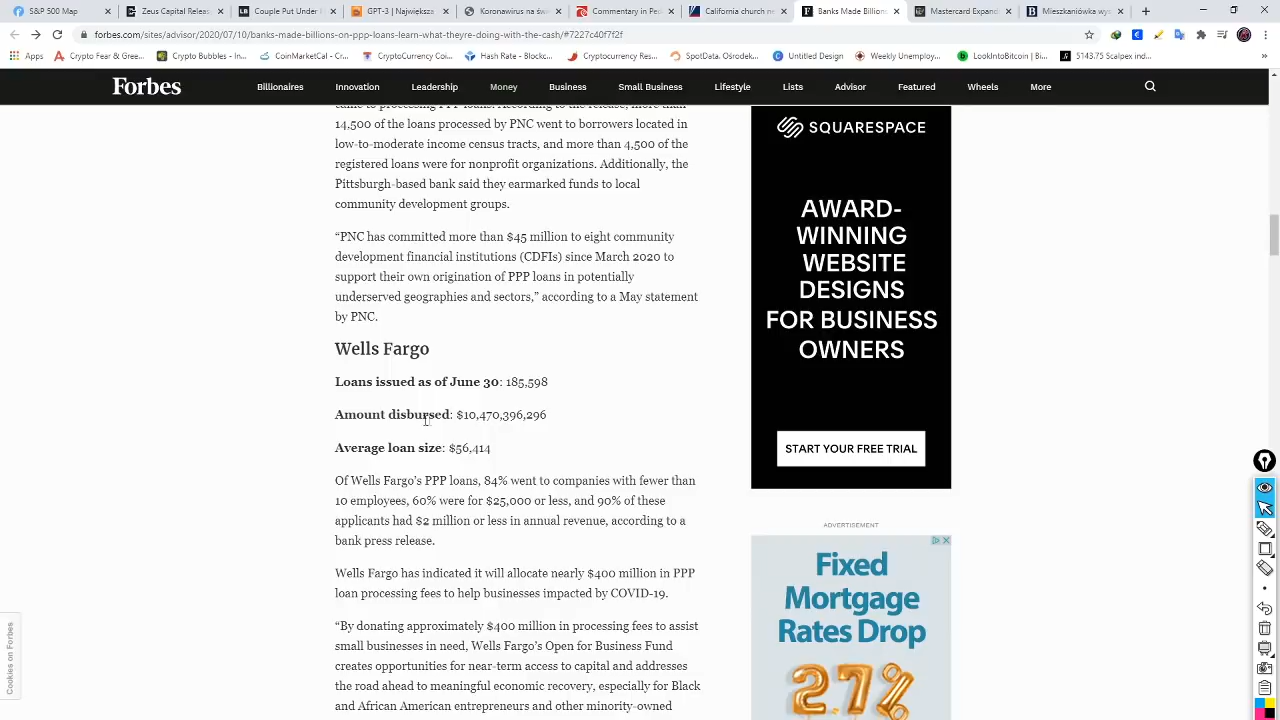 S&P 500 Map
Zeus Capital Releas
Couple Put Under H
GPT-3 | Największa
Koronawirus na świ
Commentary in Pek
California church ne
Banks Made Billions
Mastercard Expand
Mieszkaniówka wy
forbes.com/sites/advisor/2020/07/10/banks-made-billions-on-ppp-loans-learn-what-theyre-doing-with-the-cash/#7227c40f7f2f
Apps
Crypto Fear & Gree...
Crypto Bubbles - In...
CoinMarketCal - Th...
CryptoCurrency Col...
Hash Rate - Blockc...
Cryptocurrency Res...
SpotData. Ośrodek...
Untitled Design
Weekly Unemploy...
LookIntoBitcoin | Bi...
5143.75 Scalpex ind...
Forbes
Billionaires
Innovation
Leadership
Money
Business
Small Business
Lifestyle
Lists
Advisor
Featured
Wheels
More
came to processing PPP loans. According to the release, more than
14,500 of the loans processed by PNC went to borrowers located in
low-to-moderate income census tracts, and more than 4,500 of the
registered loans were for nonprofit organizations. Additionally, the
Pittsburgh-based bank said they earmarked funds to local
community development groups.
“PNC has committed more than $45 million to eight community
development financial institutions (CDFIs) since March 2020 to
support their own origination of PPP loans in potentially
underserved geographies and sectors,” according to a May statement
by PNC.
Wells Fargo
Loans issued as of June 30: 185,598
Amount disbursed: $10,470,396,296
Average loan size: $56,414
Of Wells Fargo’s PPP loans, 84% went to companies with fewer than
10 employees, 60% were for $25,000 or less, and 90% of these
applicants had $2 million or less in annual revenue, according to a
bank press release.
Wells Fargo has indicated it will allocate nearly $400 million in PPP
loan processing fees to help businesses impacted by COVID-19.
“By donating approximately $400 million in processing fees to assist
small businesses in need, Wells Fargo’s Open for Business Fund
creates opportunities for near-term access to capital and addresses
the road ahead to meaningful economic recovery, especially for Black
and African American entrepreneurs and other minority-owned
SQUARESPACE
AWARD-
WINNING
WEBSITE
DESIGNS
FOR BUSINESS
OWNERS
START YOUR FREE TRIAL
ADVERTISEMENT
Fixed
Mortgage
Rates Drop
2.7%
Cookies on Forbes